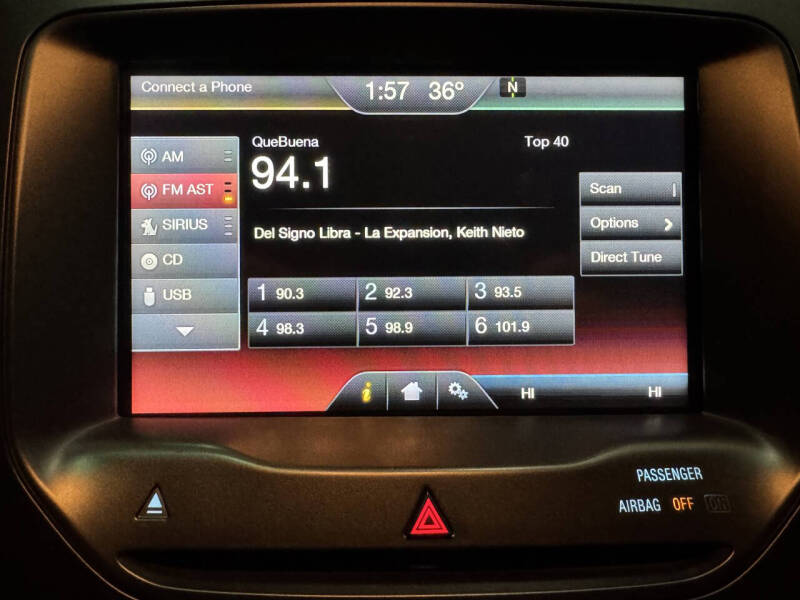 Connect a Phone
1:57 36° N
QueBuena Top 40
94.1
AM
FM AST
SIRIUS
CD
USB
Del Signo Libra - La Expansion, Keith Nieto
Scan
Options
Direct Tune
1 90.3 2 92.3 3 93.5
4 98.3 5 98.9 6 101.9
i HI HI
PASSENGER
AIRBAG OFF ON